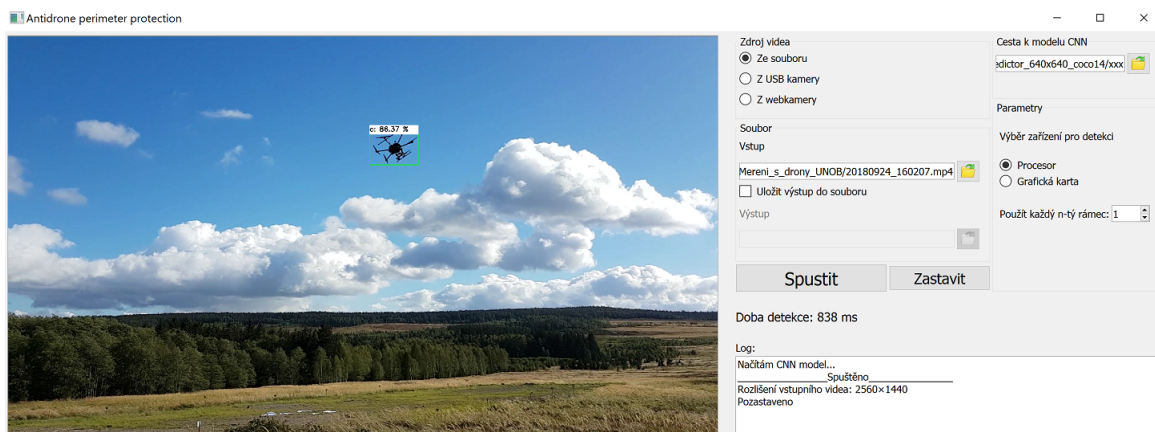 Antidrone perimeter protection
c: 86.37 %
Zdroj videa
Ze souboru
Z USB kamery
Z webkamery
Soubor
Vstup
Mereni_s_drony_UNOB/20180924_160207.mp4
Uložit výstup do souboru
Výstup
Spustit
Zastavit
Cesta k modelu CNN
edictor_640x640_coco14/xxx
Parametry
Výběr zařízení pro detekci
Procesor
Grafická karta
Použít každý n-tý rámec: 1
Doba detekce: 838 ms
Log:
Načítám CNN model...
__________________Spuštěno__________________
Rozlišení vstupního videa: 2560×1440
Pozastaveno